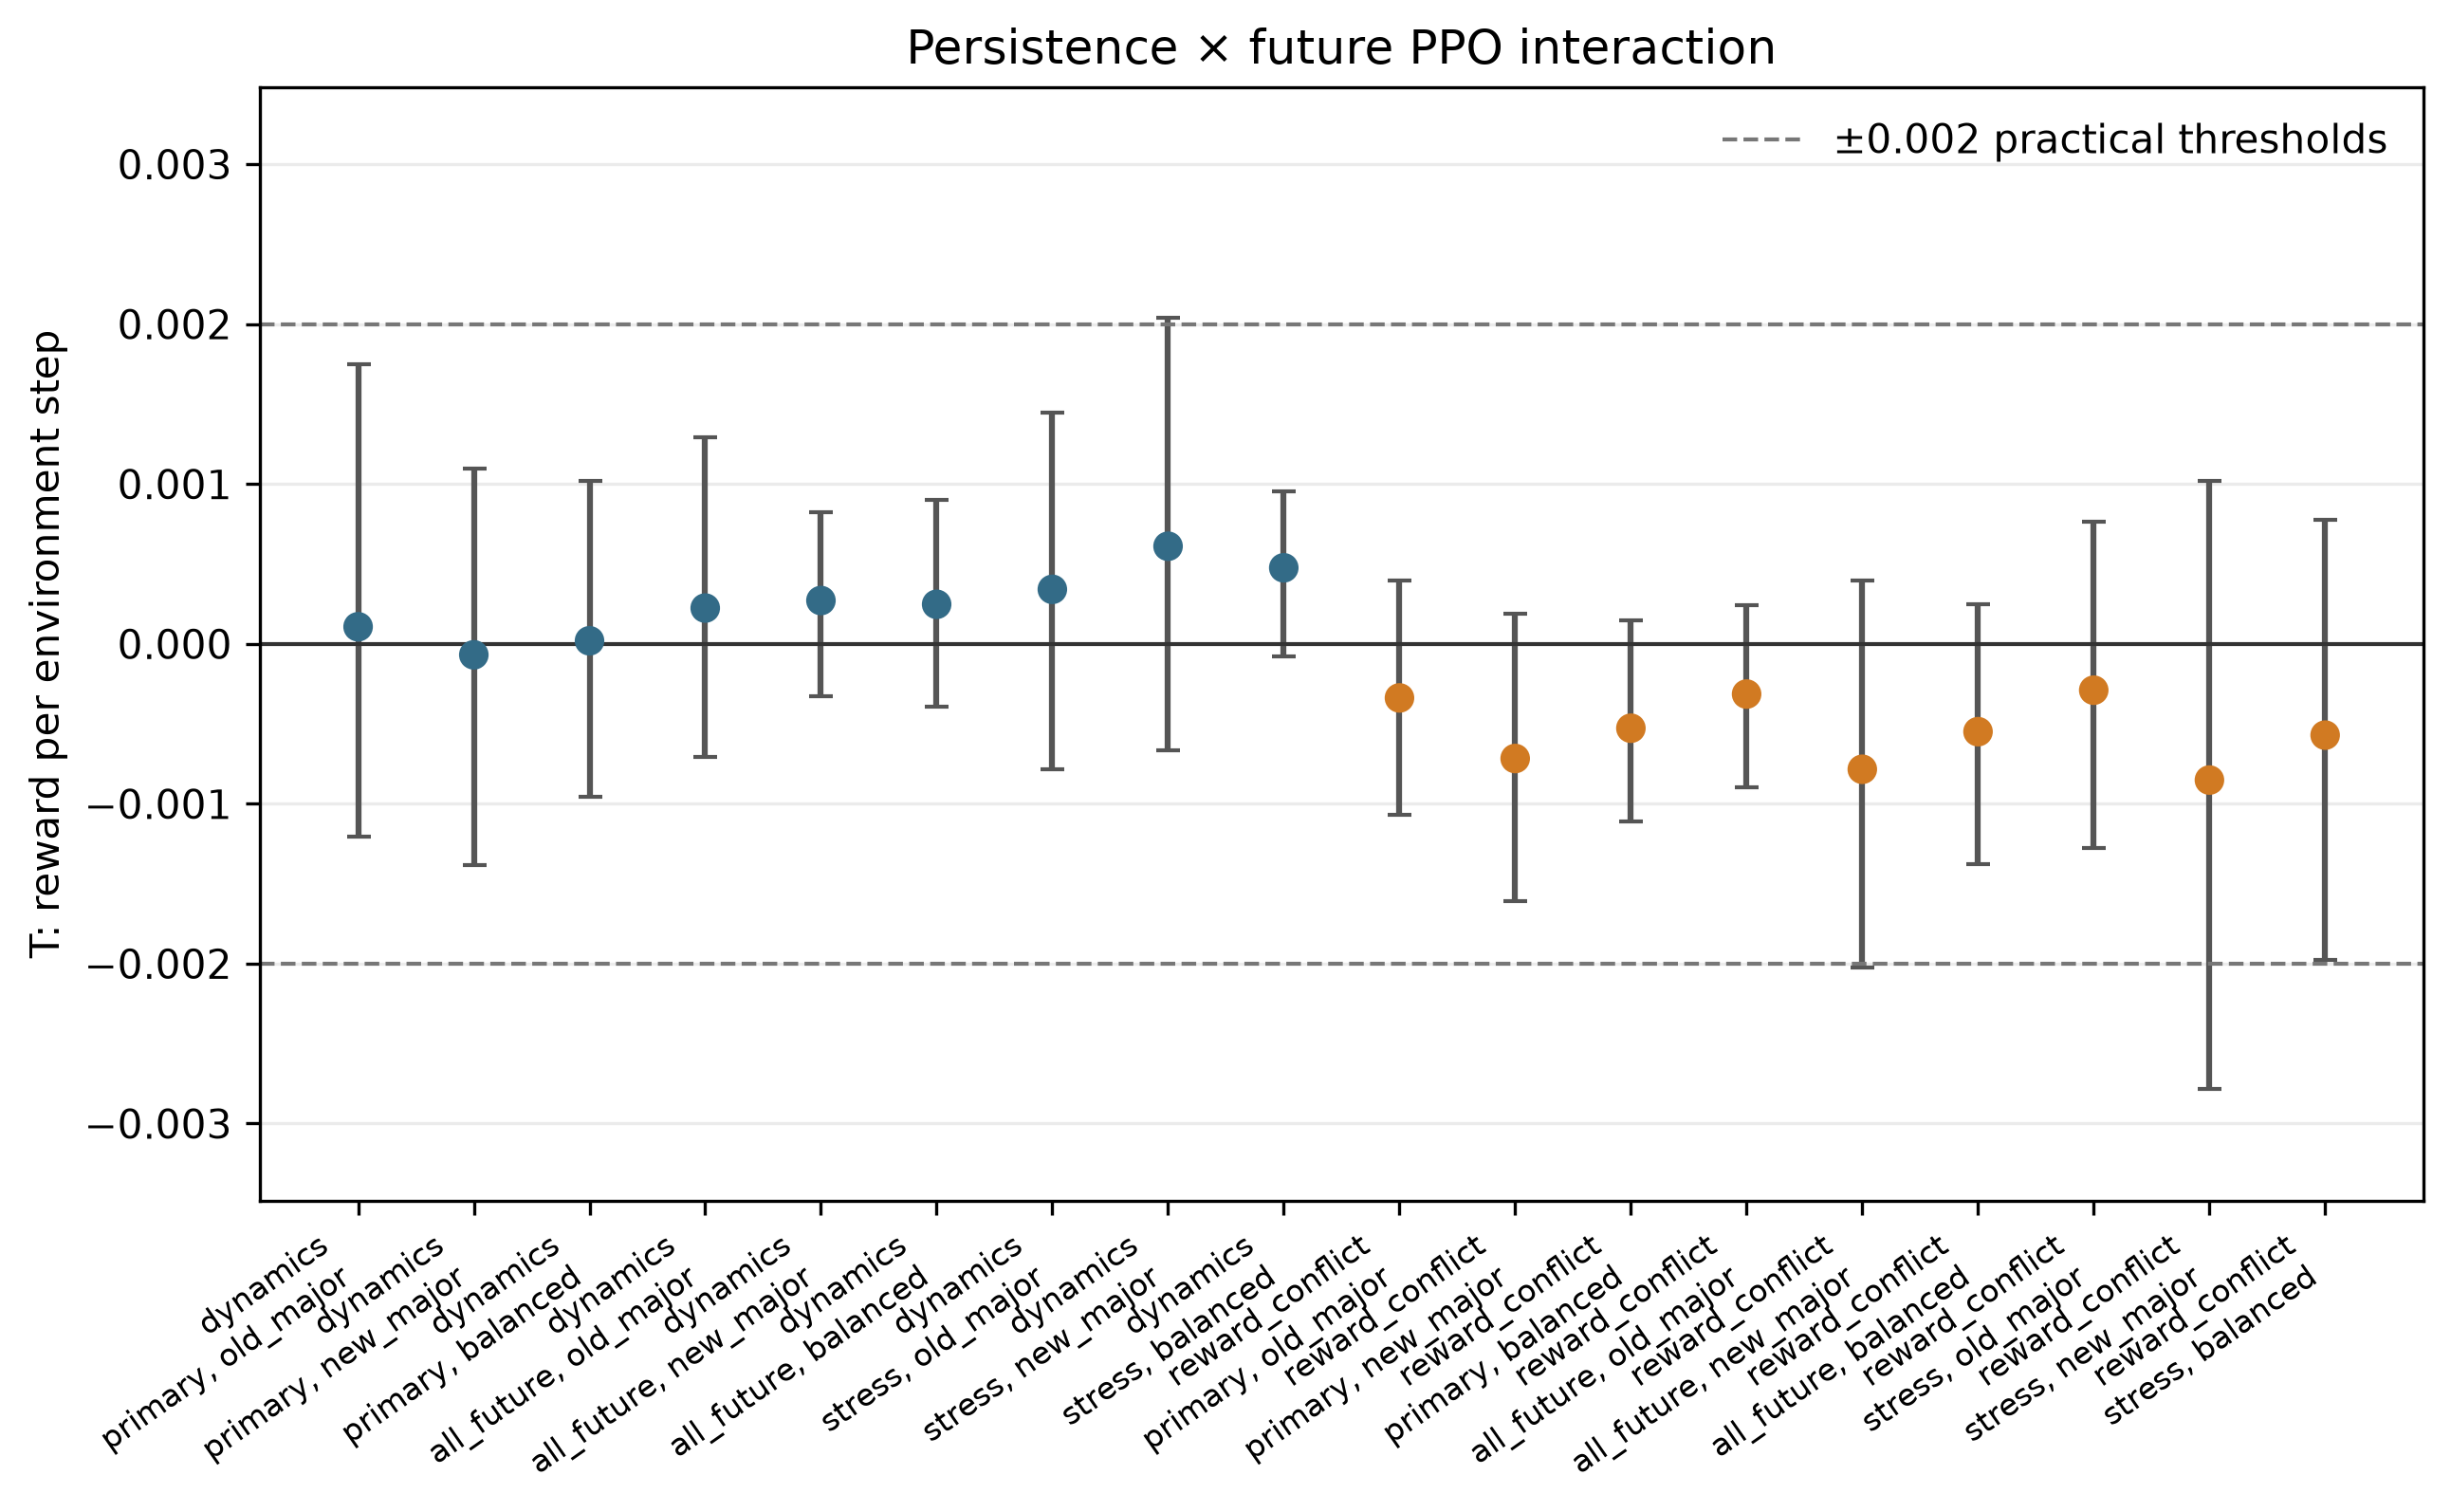 Persistence × future PPO interaction
±0.002 practical thresholds
T: reward per environment step
0.003
0.002
0.001
0.000
−0.001
−0.002
−0.003
dynamics
primary, old_major
dynamics
primary, new_major
dynamics
primary, balanced
dynamics
all_future, old_major
dynamics
all_future, new_major
dynamics
all_future, balanced
dynamics
stress, old_major
dynamics
stress, new_major
dynamics
stress, balanced
reward_conflict
primary, old_major
reward_conflict
primary, new_major
reward_conflict
primary, balanced
reward_conflict
all_future, old_major
reward_conflict
all_future, new_major
reward_conflict
all_future, balanced
reward_conflict
stress, old_major
reward_conflict
stress, new_major
reward_conflict
stress, balanced